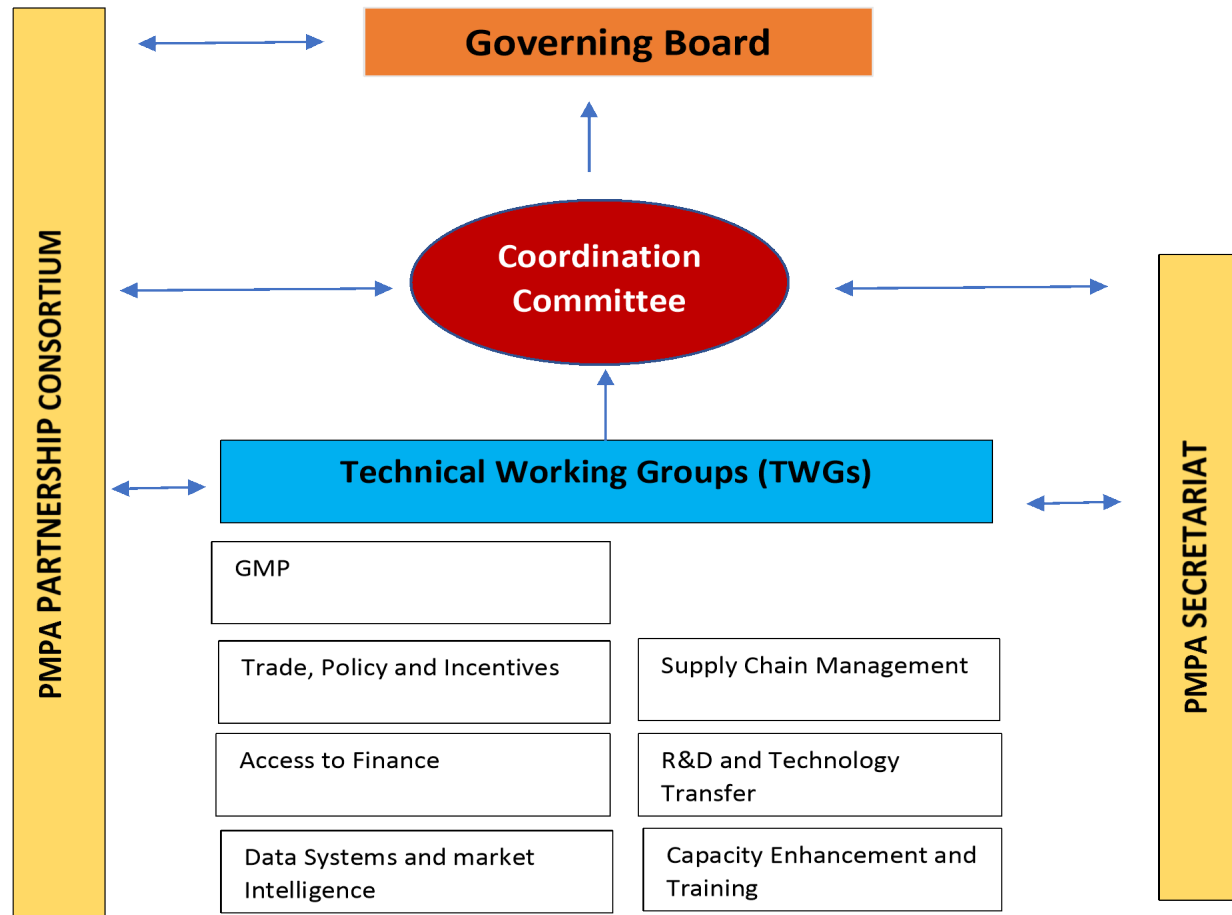 Governing Board
PMPA PARTNERSHIP CONSORTIUM
Coordination
Committee
PMPA SECRETARIAT
Technical Working Groups (TWGs)
GMP
Trade, Policy and Incentives
Supply Chain Management
Access to Finance
R&D and Technology
Transfer
Data Systems and market
Intelligence
Capacity Enhancement and
Training